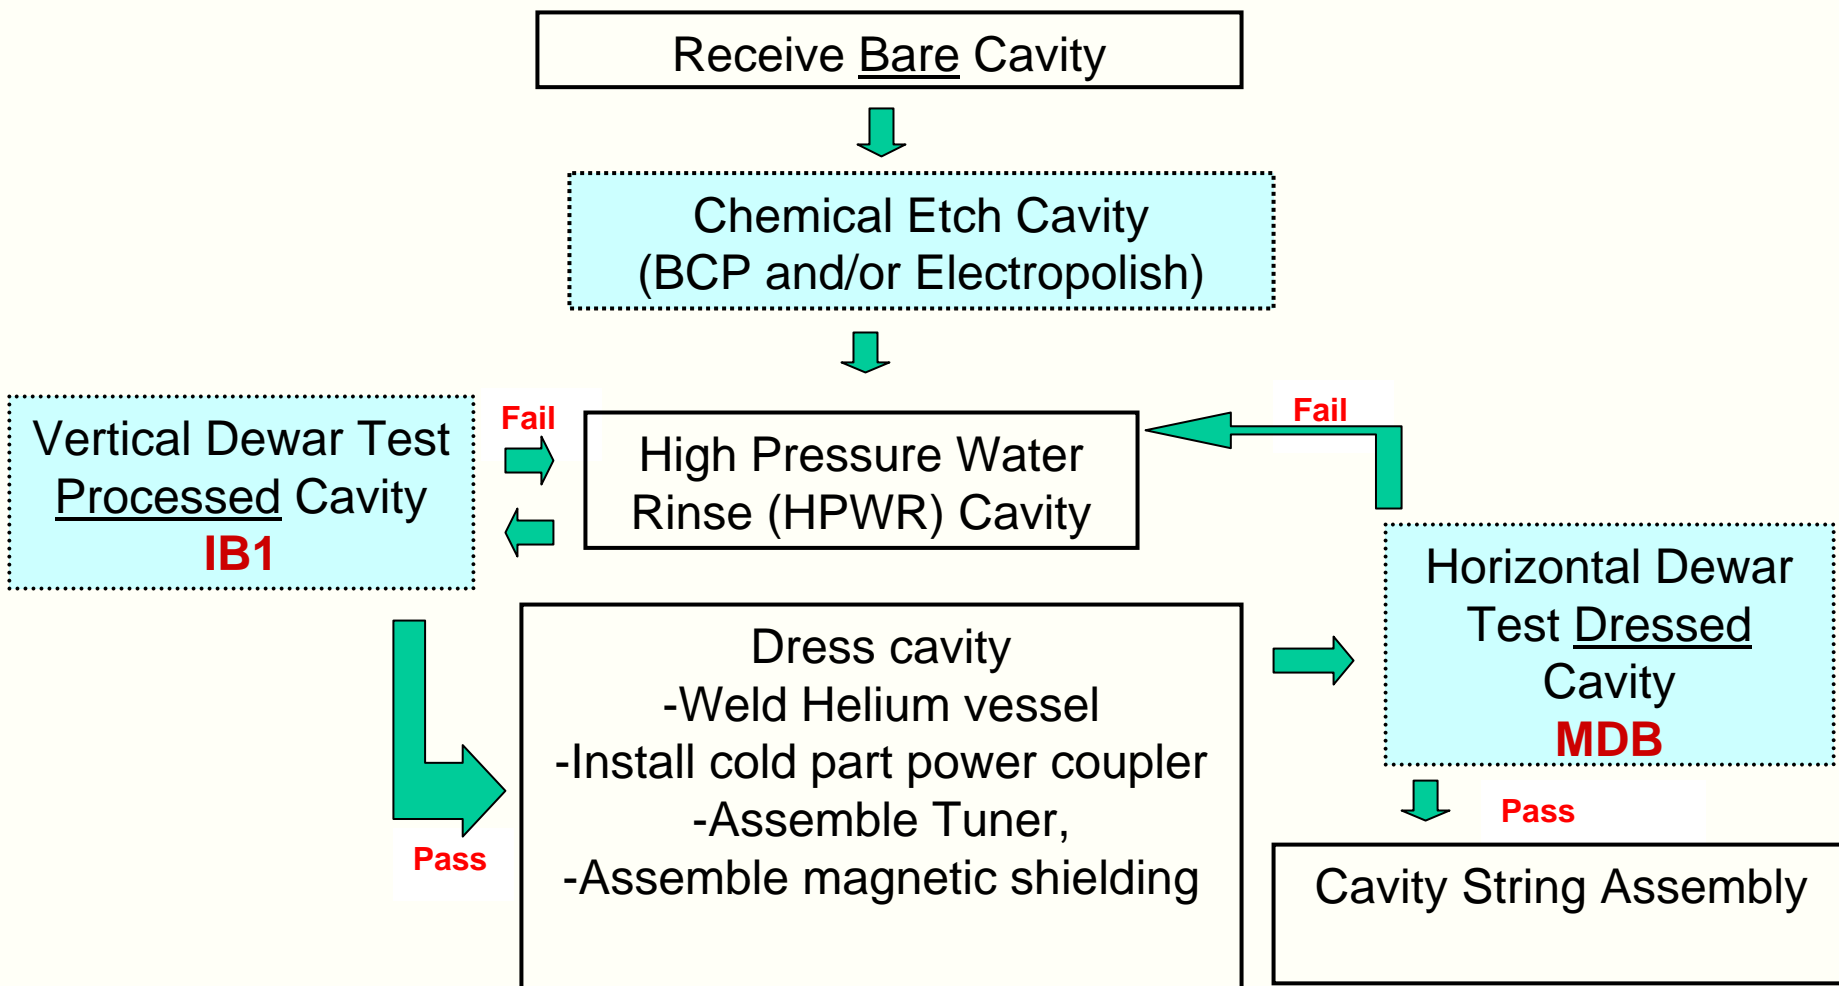 Receive Bare Cavity
Chemical Etch Cavity
(BCP and/or Electropolish)
Vertical Dewar Test
Processed Cavity
IB1
Fail
High Pressure Water
Rinse (HPWR) Cavity
Fail
Horizontal Dewar
Test Dressed
Cavity
MDB
Pass
Dress cavity
-Weld Helium vessel
-Install cold part power coupler
-Assemble Tuner,
-Assemble magnetic shielding
Pass
Cavity String Assembly